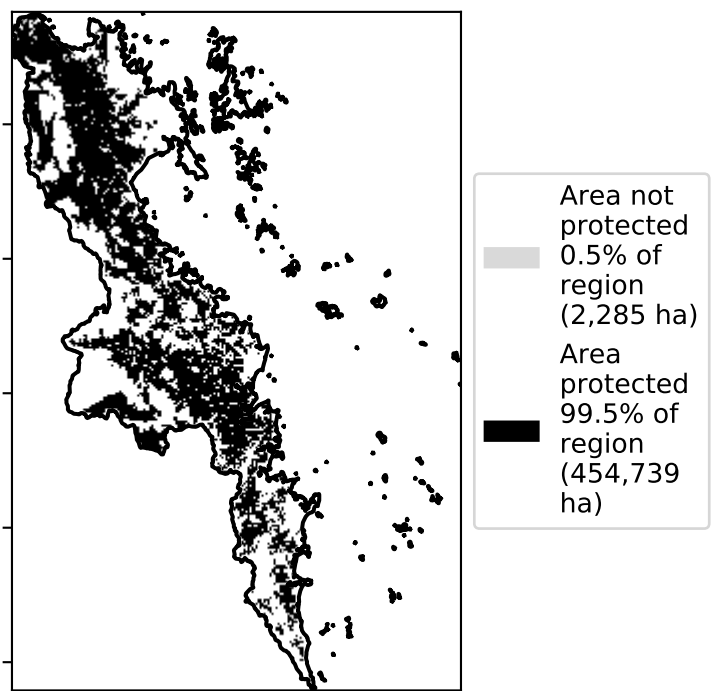 Area not
protected
0.5% of
region
(2,285 ha)
Area
protected
99.5% of
region
(454,739
ha)